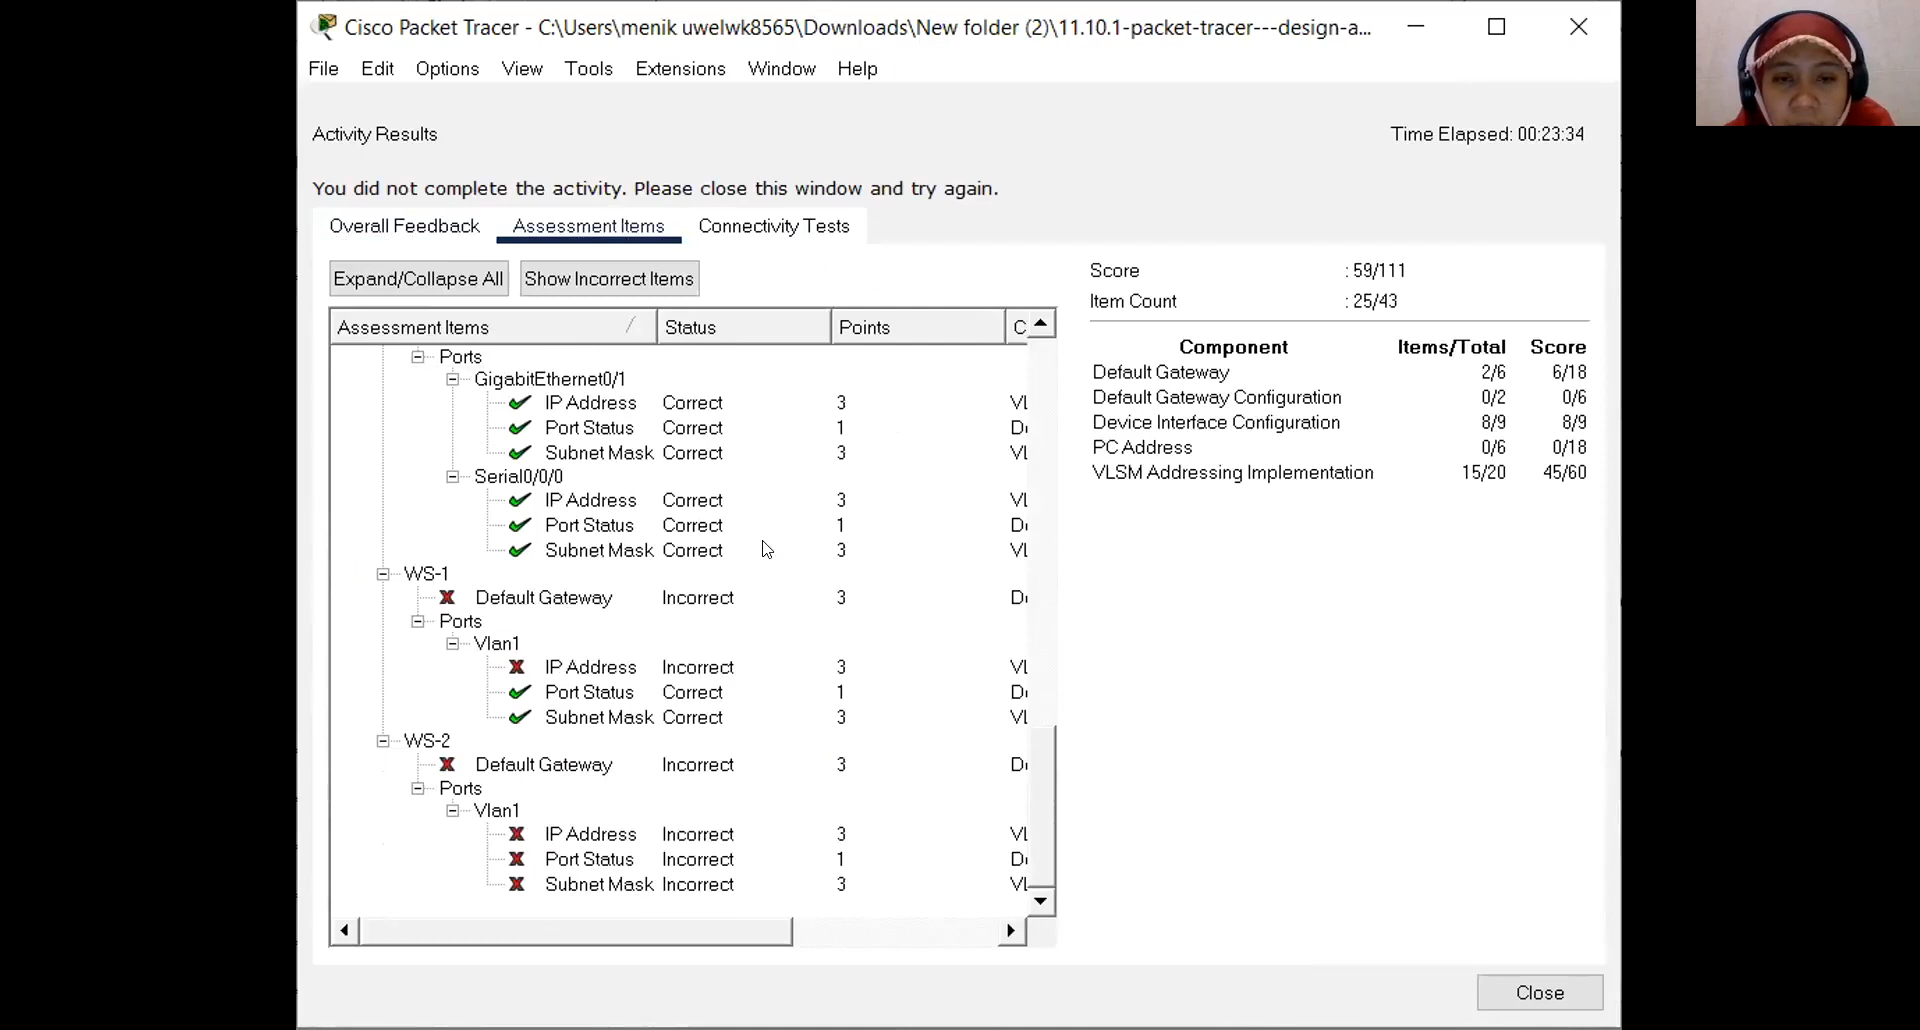 Cisco Packet Tracer - C:\Users\menik uwelwk8565\Downloads\New folder (2)\11.10.1-packet-tracer---design-a...
File Edit Options View Tools Extensions Window Help
Activity Results Time Elapsed: 00:23:34
You did not complete the activity. Please close this window and try again.
Overall Feedback Assessment Items Connectivity Tests
Expand/Collapse All Show Incorrect Items
Assessment Items Status Points C
Ports
GigabitEthernet0/1
IP Address Correct 3 VL
Port Status Correct 1 D
Subnet Mask Correct 3 VL
Serial0/0/0
IP Address Correct 3 VL
Port Status Correct 1 D
Subnet Mask Correct 3 VL
WS-1
Default Gateway Incorrect 3 D
Ports
Vlan1
IP Address Incorrect 3 VL
Port Status Correct 1 D
Subnet Mask Correct 3 VL
WS-2
Default Gateway Incorrect 3 D
Ports
Vlan1
IP Address Incorrect 3 VL
Port Status Incorrect 1 D
Subnet Mask Incorrect 3 VL
Score : 59/111
Item Count : 25/43
Component Items/Total Score
Default Gateway 2/6 6/18
Default Gateway Configuration 0/2 0/6
Device Interface Configuration 8/9 8/9
PC Address 0/6 0/18
VLSM Addressing Implementation 15/20 45/60
Close